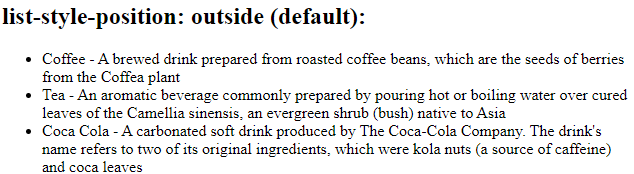 list-style-position: outside (default):
• Coffee - A brewed drink prepared from roasted coffee beans, which are the seeds of berries
from the Coffea plant
• Tea - An aromatic beverage commonly prepared by pouring hot or boiling water over cured
leaves of the Camellia sinensis, an evergreen shrub (bush) native to Asia
• Coca Cola - A carbonated soft drink produced by The Coca-Cola Company. The drink's
name refers to two of its original ingredients, which were kola nuts (a source of caffeine)
and coca leaves